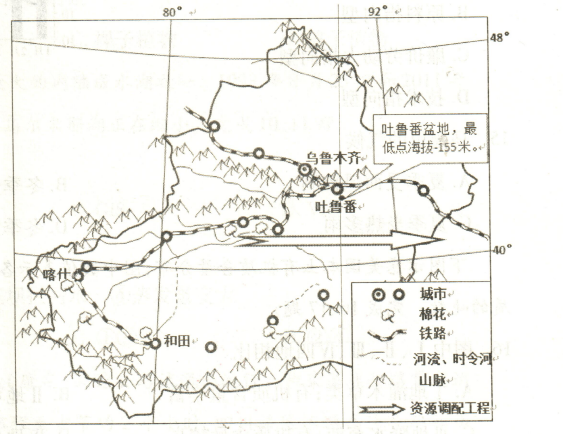 80°
92°
48°
吐鲁番盆地，最
低点海拔-155米。
乌鲁木齐
吐鲁番
40°
喀什
和田
城市
棉花
铁路
河流、时令河
山脉
资源调配工程